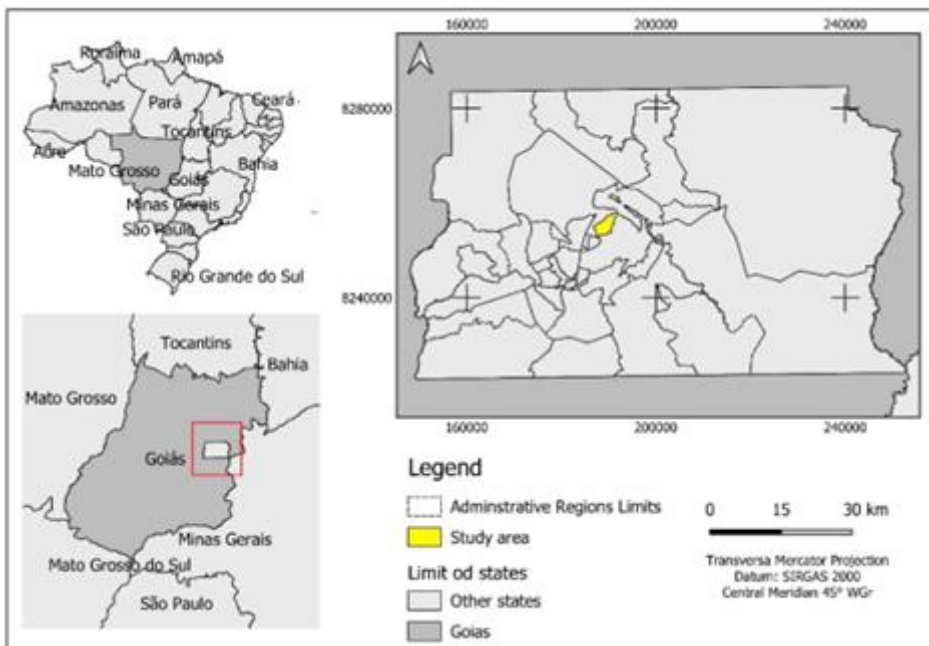 Roraima
Amapá
Amazonas
Pará
Ceará
Tocantins
Acre
Bahia
Mato Grosso
Goiás
Minas Gerais
São Paulo
Rio Grande do Sul
Tocantins
Bahia
Mato Grosso
Goiás
Minas Gerais
Mato Grosso do Sul
São Paulo
160000 200000 240000
8280000
8240000
160000 200000 240000
Legend
Adminstrative Regions Limits
Study area
Limit od states
Other states
Goias
0 15 30 km
Transversa Mercator Projection
Datum: SIRGAS 2000
Central Meridian 45° WGr